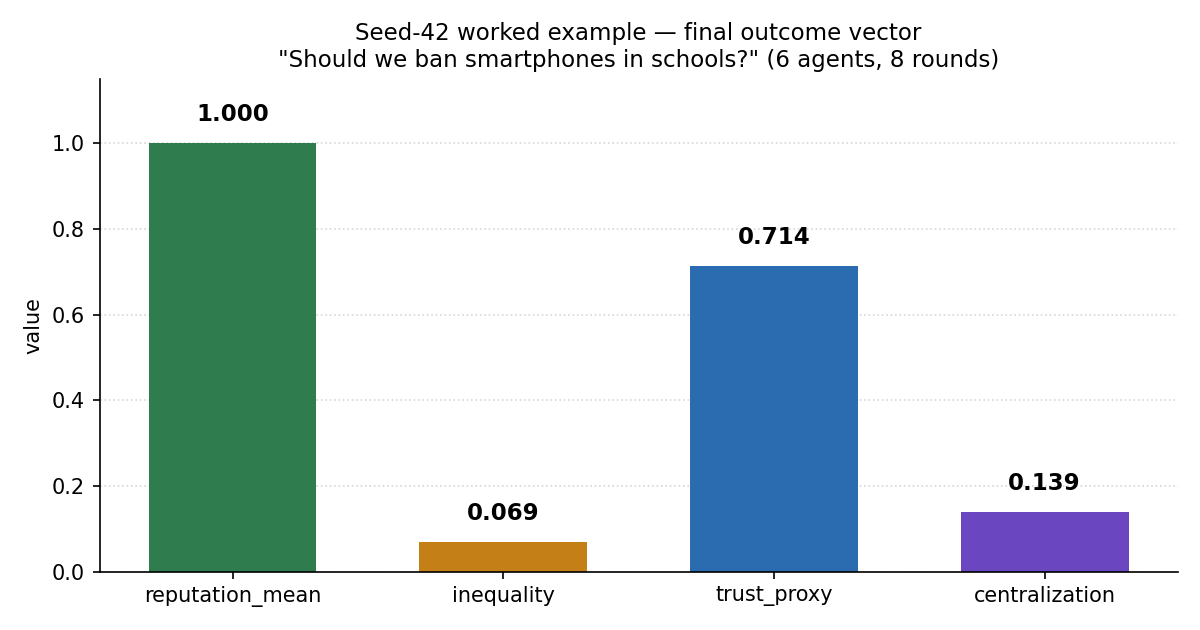 Seed-42 worked example — final outcome vector
"Should we ban smartphones in schools?" (6 agents, 8 rounds)
value
1.0
0.8
0.6
0.4
0.2
0.0
1.000
0.069
0.714
0.139
reputation_mean
inequality
trust_proxy
centralization